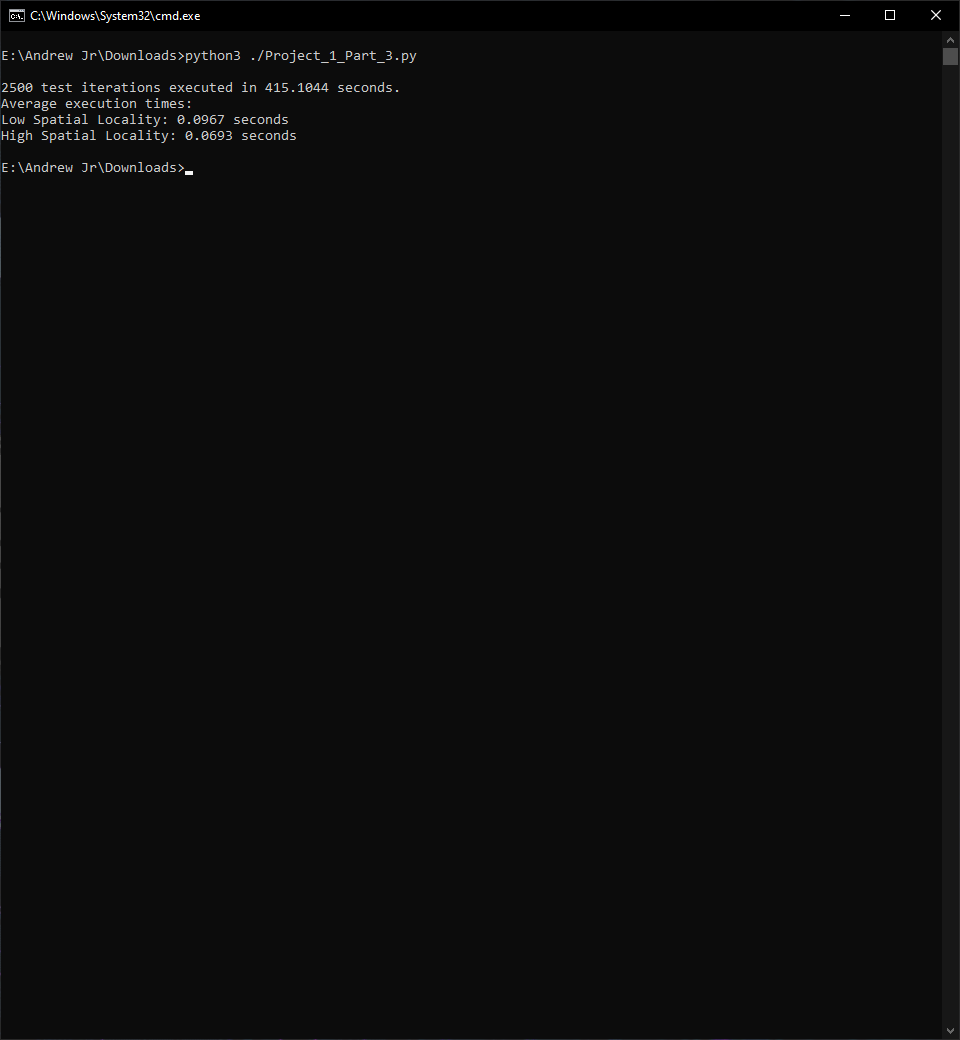 C:\Windows\System32\cmd.exe
E:\Andrew Jr\Downloads>python3 ./Project_1_Part_3.py
2500 test iterations executed in 415.1044 seconds.
Average execution times:
Low Spatial Locality: 0.0967 seconds
High Spatial Locality: 0.0693 seconds
E:\Andrew Jr\Downloads>